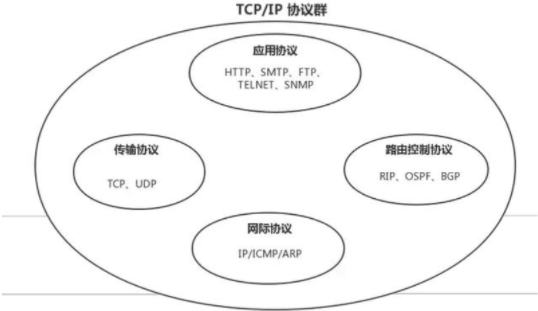 TCP/IP 协议群
应用协议
HTTP、SMTP、FTP、
TELNET、SNMP
传输协议
TCP、UDP
路由控制协议
RIP、OSPF、BGP
网际协议
IP/ICMP/ARP